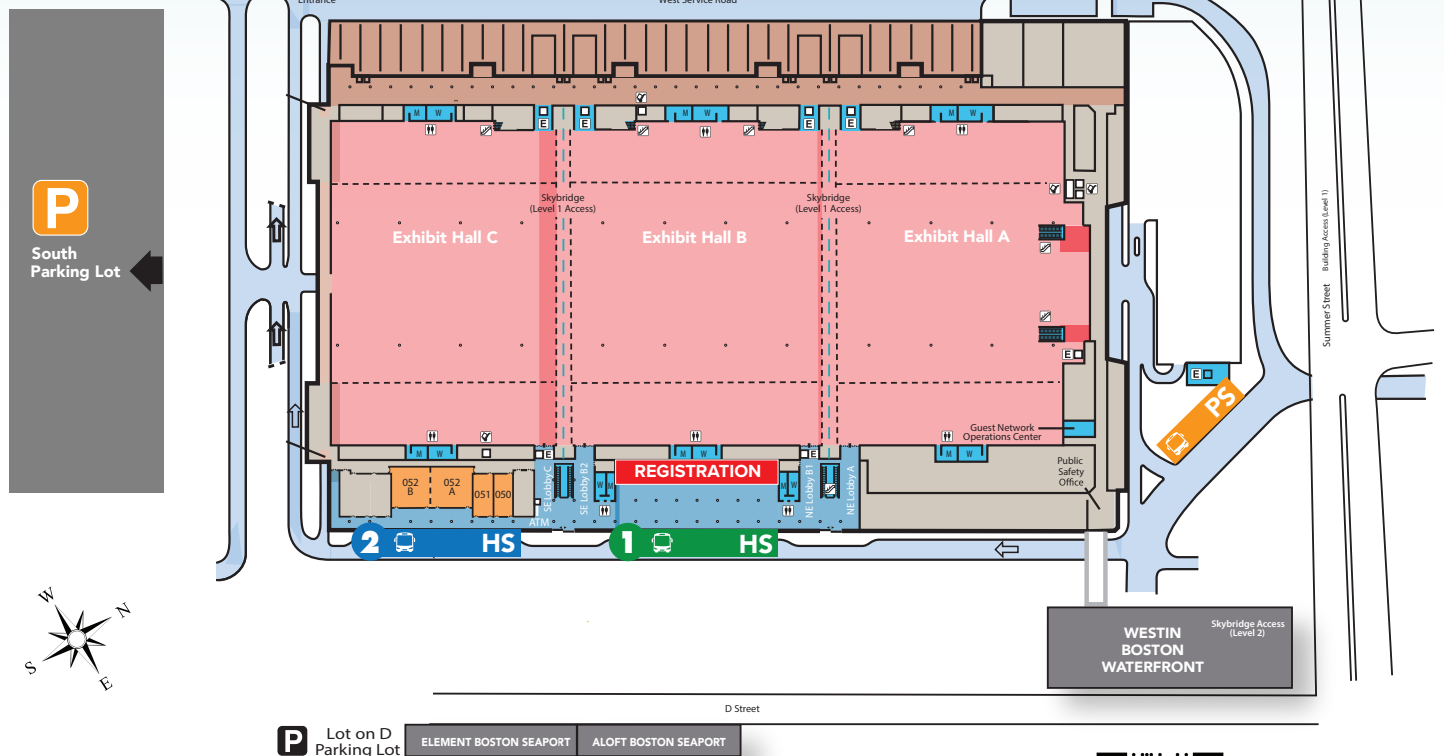 Entrance
West Service Road
P
South
Parking Lot
M W
M W
M W
E
E
E
E
Skybridge
(Level 1 Access)
Skybridge
(Level 1 Access)
Exhibit Hall C
Exhibit Hall B
Exhibit Hall A
Building Access (Level 1)
Summer Street
E
E
PS
Guest Network
Operations Center
M W
E
M W
E
M W
Public
Safety
Office
REGISTRATION
052
B
052
A
051
050
SE Lobby C
SE Lobby B2
W M
M W
NE Lobby B1
NE Lobby A
ATM
2 HS
1 HS
W
N
S
E
WESTIN
BOSTON
WATERFRONT
Skybridge Access
(Level 2)
D Street
P
Lot on D
Parking Lot
ELEMENT BOSTON SEAPORT
ALOFT BOSTON SEAPORT